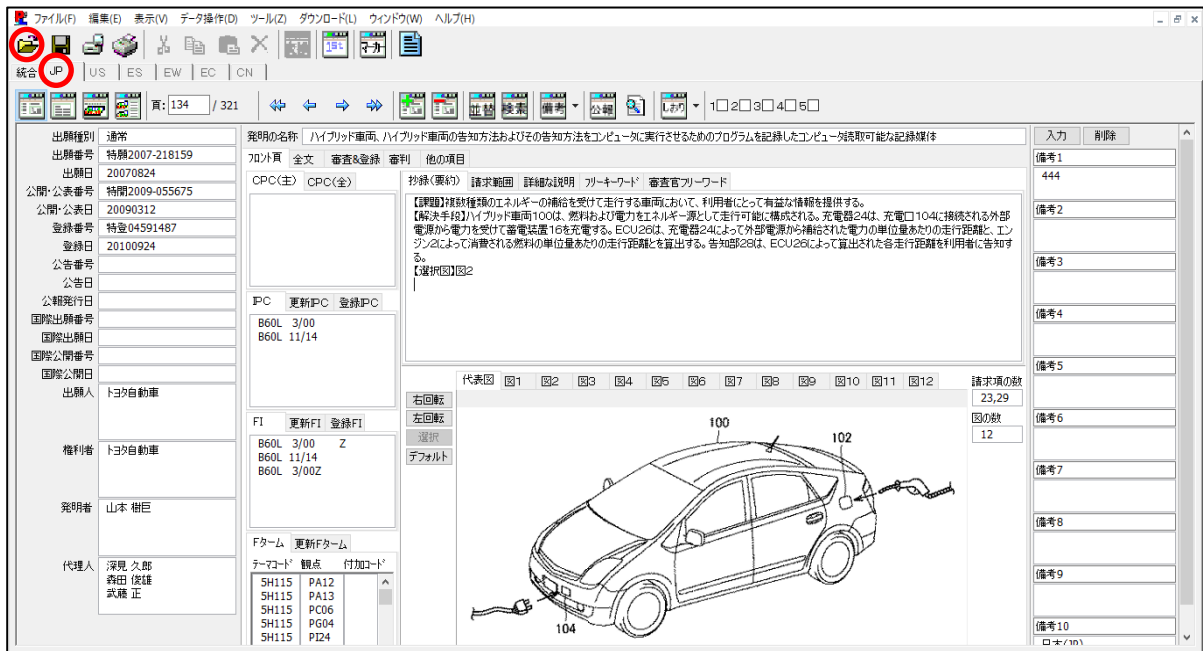 ファイル(F) 編集(E) 表示(V) データ操作(D) ツール(Z) ダウンロード(L) ウィンドウ(W) ヘルプ(H)
1st マーカー
統合 JP US ES EW EC CN
頁: 134 / 321 並替 検索 備考 公報 しおり 1 2 3 4 5
出願種別 通常
出願番号 特願2007-218159
出願日 20070824
公開・公表番号 特開2009-055675
公開・公表日 20090312
登録番号 特登04591487
登録日 20100924
公告番号
公告日
公報発行日
国際出願番号
国際出願日
国際公開番号
国際公開日
出願人 トヨタ自動車
権利者 トヨタ自動車
発明者 山本 樹巨
代理人 深見 久郎
森田 俊雄
武藤 正
発明の名称 ハイブリッド車両、ハイブリッド車両の告知方法およびその告知方法をコンピュータに実行させるためのプログラムを記録したコンピュータ読取可能な記録媒体
フロント頁 全文 審査&登録 審判 他の項目
CPC(主) CPC(全)
IPC 更新IPC 登録IPC
B60L 3/00
B60L 11/14
FI 更新FI 登録FI
B60L 3/00 Z
B60L 11/14
B60L 3/00Z
Fターム 更新Fターム
テーマコード 観点 付加コード
5H115 PA12
5H115 PA13
5H115 PC06
5H115 PG04
5H115 PI24
抄録(要約) 請求範囲 詳細な説明 フリーキーワード 審査官フリーワード
【課題】複数種類のエネルギーの補給を受けて走行する車両において、利用者にとって有益な情報を提供する。
【解決手段】ハイブリッド車両100は、燃料および電力をエネルギー源として走行可能に構成される。充電器24は、充電口104に接続される外部
電源から電力を受けて蓄電装置16を充電する。ECU26は、充電器24によって外部電源から補給された電力の単位量あたりの走行距離と、エン
ジン2によって消費される燃料の単位量あたりの走行距離とを算出する。告知部28は、ECU26によって算出された各走行距離を利用者に告知す
る。
【選択図】図2
代表図 図1 図2 図3 図4 図5 図6 図7 図8 図9 図10 図11 図12
右回転
左回転
選択
デフォルト
100
102
104
請求項の数
23,29
図の数
12
入力 削除
備考1
444
備考2
備考3
備考4
備考5
備考6
備考7
備考8
備考9
備考10
日本(JP)